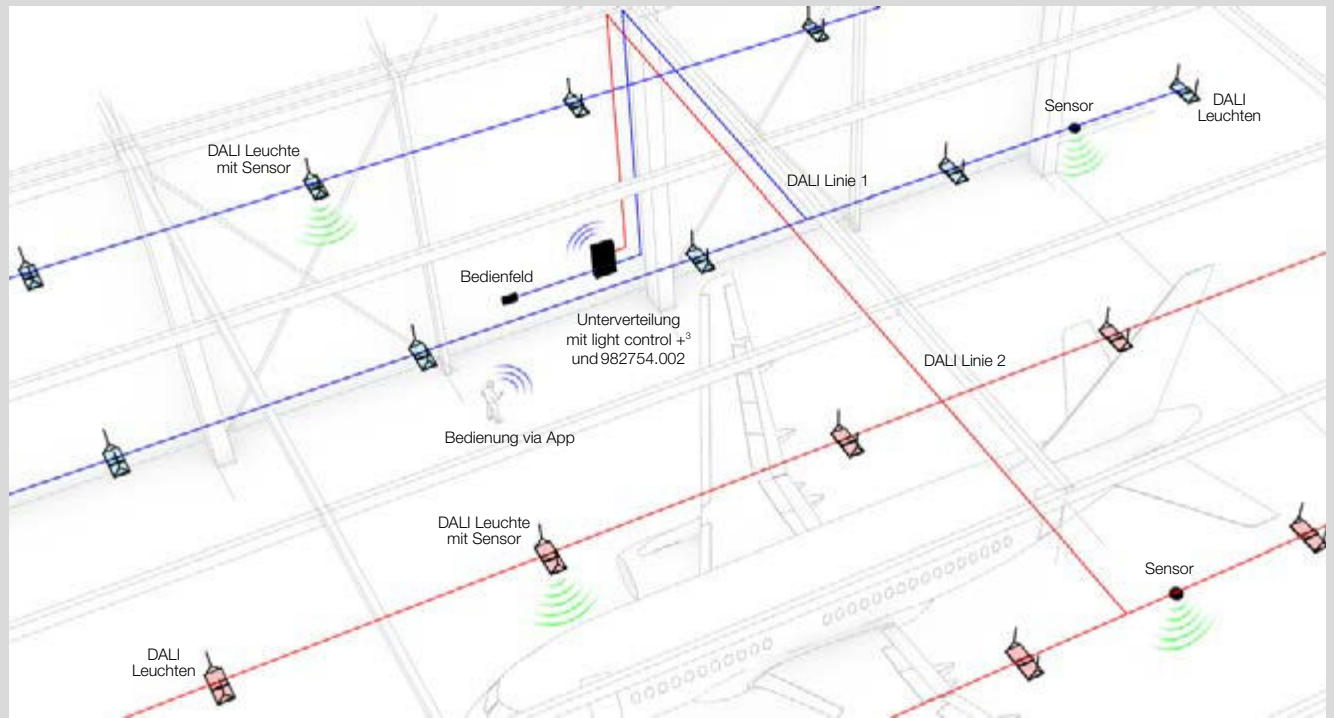 Sensor
DALI
Leuchten
DALI Leuchte
mit Sensor
DALI Linie 1
Bedienfeld
Unterverteilung
mit light control +³
und 982754.002
DALI Linie 2
Bedienung via App
DALI Leuchte
mit Sensor
Sensor
DALI
Leuchten